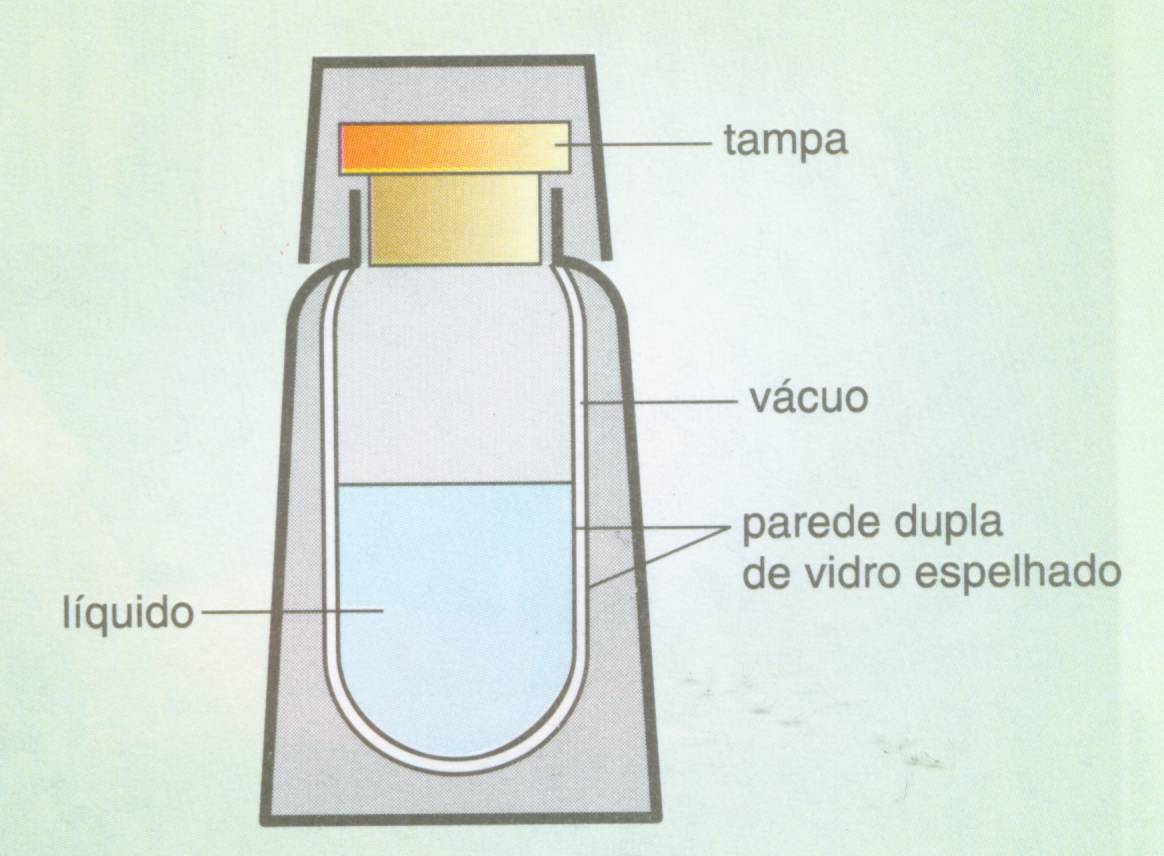 tampa
vácuo
parede dupla
de vidro espelhado
líquido